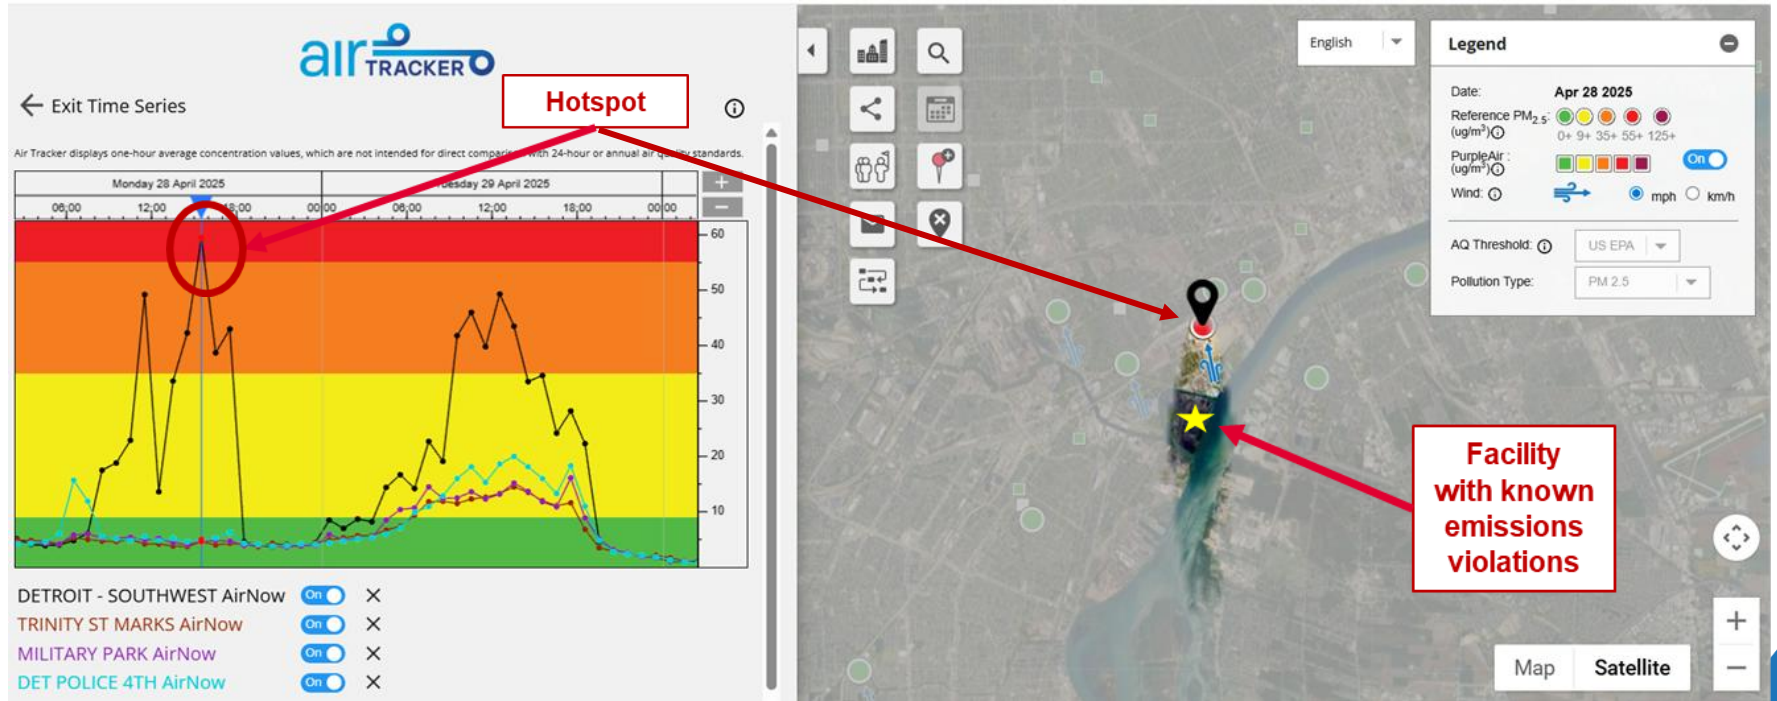 air
TRACKER
Exit Time Series
Hotspot
Air Tracker displays one-hour average concentration values, which are not intended for direct comparison with 24-hour or annual air quality standards.
Monday 28 April 2025
Tuesday 29 April 2025
06:00 12:00 18:00 00:00 06:00 12:00 18:00 00:00
60
50
40
30
20
10
DETROIT - SOUTHWEST AirNow On
TRINITY ST MARKS AirNow On
MILITARY PARK AirNow On
DET POLICE 4TH AirNow On
English
Legend
Date: Apr 28 2025
Reference PM2.5:
(ug/m³)
0+ 9+ 35+ 55+ 125+
PurpleAir :
(ug/m³)
On
Wind: mph km/h
AQ Threshold: US EPA
Pollution Type: PM 2.5
Facility
with known
emissions
violations
Map Satellite